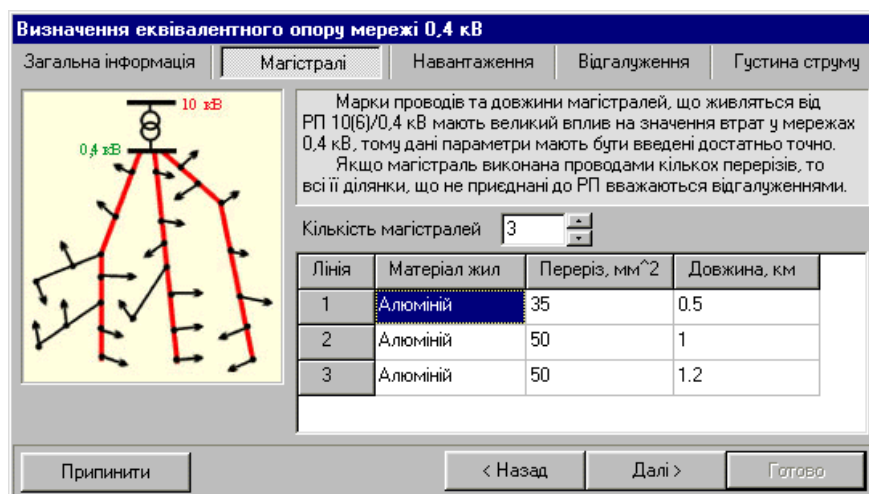 Визначення еквівалентного опору мережі 0,4 кВ
Загальна інформація Магістралі Навантаження Відгалуження Густина струму
10 кВ
0,4 кВ
Марки проводів та довжини магістралей, що живляться від
РП 10(6)/0,4 кВ мають великий вплив на значення втрат у мережах
0,4 кВ, тому дані параметри мають бути введені достатньо точно.
Якщо магістраль виконана проводами кількох перерізів, то
всі її ділянки, що не приєднані до РП вважаються відгалуженнями.
Кількість магістралей 3
Лінія Матеріал жил Переріз, мм^2 Довжина, км
1 Алюміній 35 0.5
2 Алюміній 50 1
3 Алюміній 50 1.2
Припинити < Назад Далі > Готово